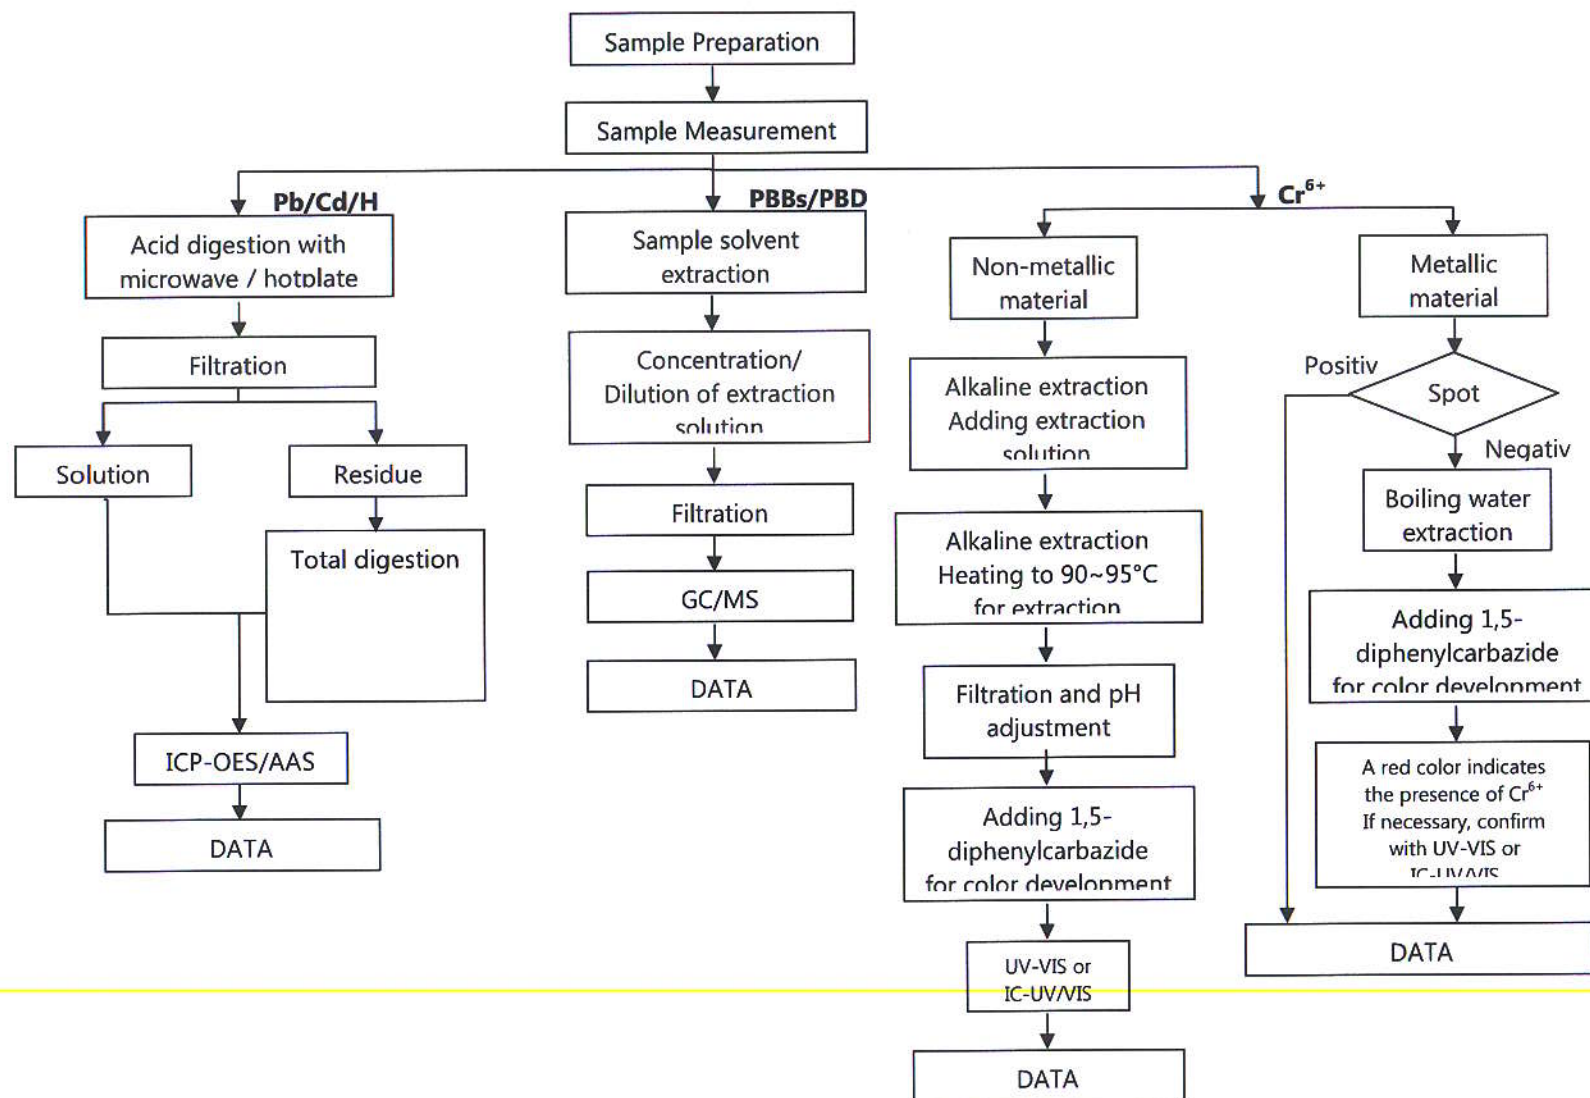 Sample Preparation
Sample Measurement
Pb/Cd/H
PBBs/PBD
Cr⁶⁺
Acid digestion with
microwave / hotplate
Filtration
Solution
Residue
Total digestion
ICP-OES/AAS
DATA
Sample solvent
extraction
Concentration/
Dilution of extraction
solution
Filtration
GC/MS
DATA
Non-metallic
material
Alkaline extraction
Adding extraction
solution
Alkaline extraction
Heating to 90~95°C
for extraction
Filtration and pH
adjustment
Adding 1,5-
diphenylcarbazide
for color development
UV-VIS or
IC-UV/VIS
DATA
Metallic
material
Positiv
Spot
Negativ
Boiling water
extraction
Adding 1,5-
diphenylcarbazide
for color development
A red color indicates
the presence of Cr⁶⁺
If necessary, confirm
with UV-VIS or
IC-UV/VIS
DATA